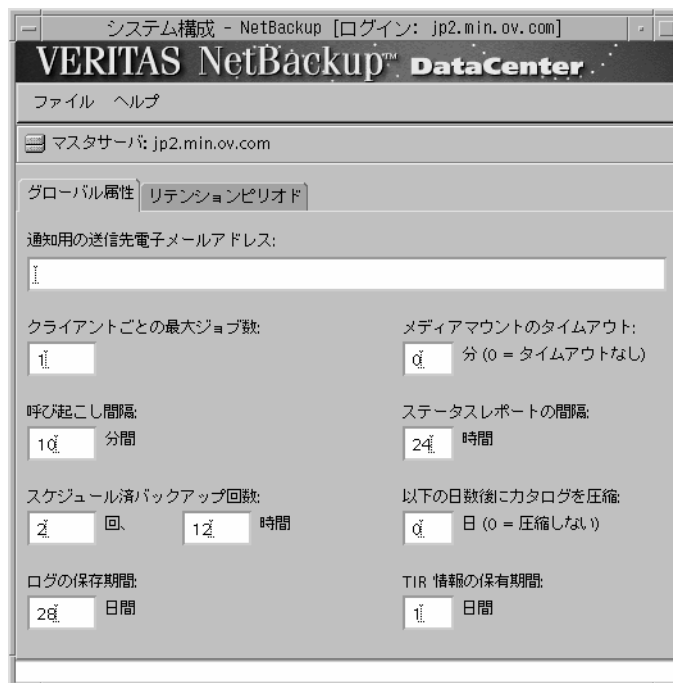 システム構成 - NetBackup [ログイン: jp2.min.ov.com]
VERITAS NetBackup™ DataCenter
ファイル ヘルプ
マスタサーバ: jp2.min.ov.com
グローバル属性 リテンションピリオド
通知用の送信先電子メールアドレス:
クライアントごとの最大ジョブ数: メディアマウントのタイムアウト:
1 0 分 (0 = タイムアウトなし)
呼び起こし間隔: ステータスレポートの間隔:
10 分間 24 時間
スケジュール済バックアップ回数: 以下の日数後にカタログを圧縮:
2 回、 12 時間 0 日 (0 = 圧縮しない)
ログの保存期間: TIR 情報の保有期間:
28 日間 1 日間